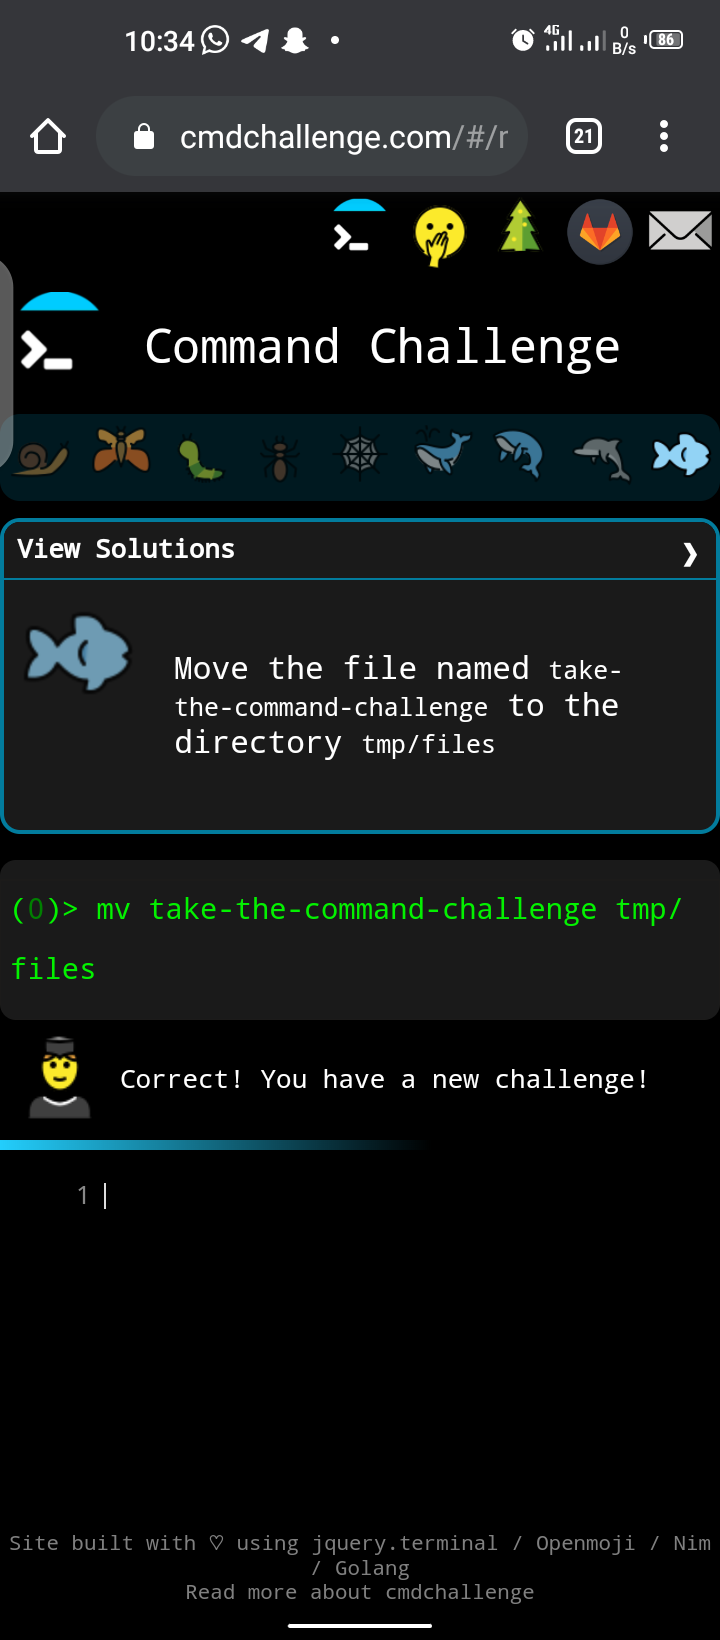 10:34
4G
0
B/s
86
cmdchallenge.com/#/r
21
Command Challenge
View Solutions
Move the file named take-
the-command-challenge to the
directory tmp/files
(0)> mv take-the-command-challenge tmp/
files
Correct! You have a new challenge!
1
Site built with ♡ using jquery.terminal / Openmoji / Nim
/ Golang
Read more about cmdchallenge